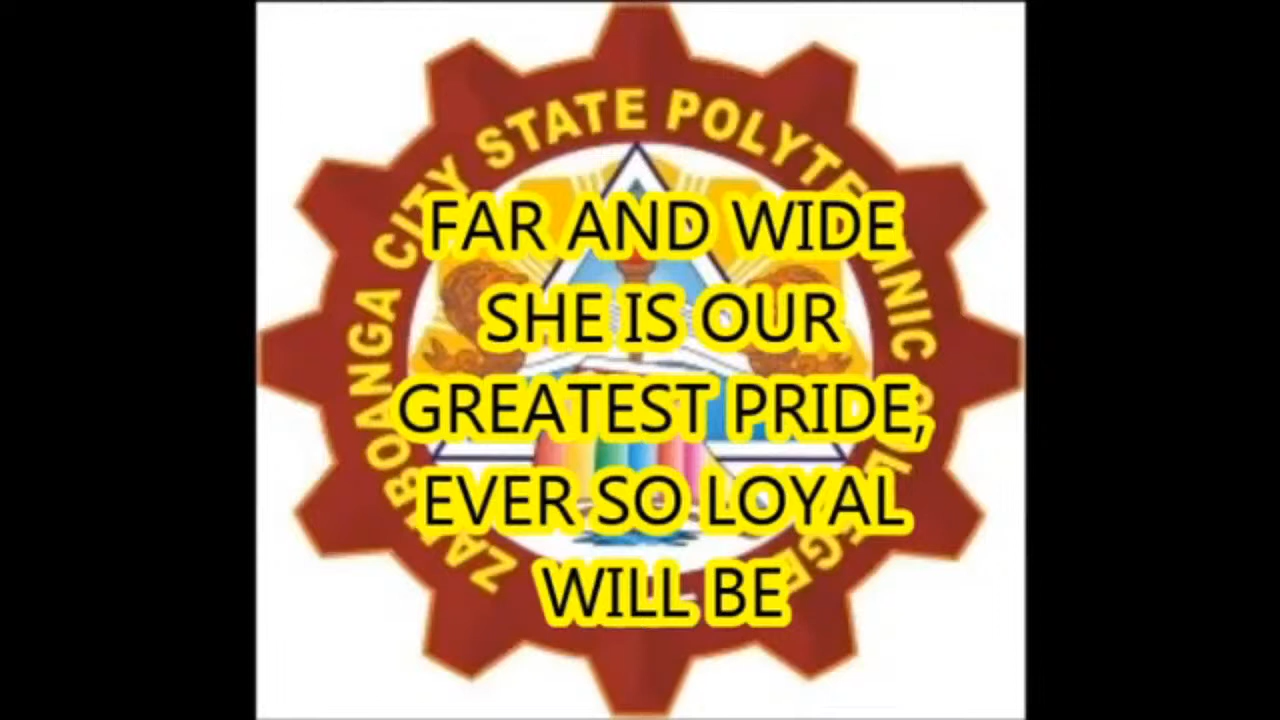 ZAMBOANGA CITY STATE POLYTECHNIC COLLEGE
FAR AND WIDE
SHE IS OUR
GREATEST PRIDE,
EVER SO LOYAL
WILL BE